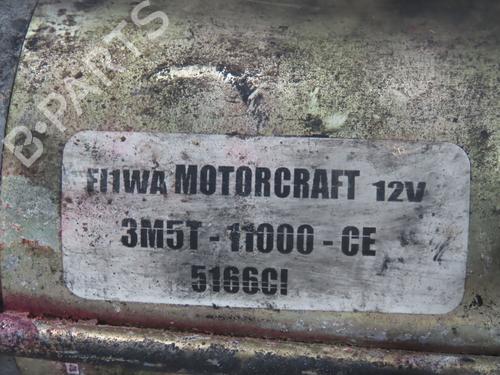 B-PARTS
FI1WA MOTORCRAFT 12V
3M5T - 11000 - CE
5166CI